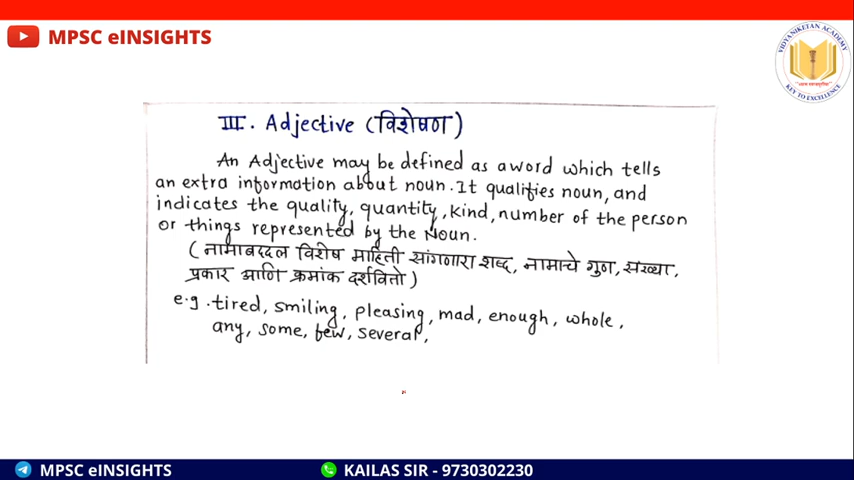 MPSC eINSIGHTS
VIDYANIKETAN ACADEMY
KEY TO EXCELLENCE
III. Adjective (विशेषण)
An Adjective may be defined as a word which tells
an extra information about noun. It qualifies noun, and
indicates the quality, quantity, kind, number of the person
or things represented by the Noun.
(नामाबददल विशेष माहिती सांगणारा शब्द, नामाचे गुण, संख्या,
प्रकार आणि क्रमांक दर्शवितो)
e.g. tired, smiling, pleasing, mad, enough, whole,
any, some, few, several,
MPSC eINSIGHTS
KAILAS SIR - 9730302230